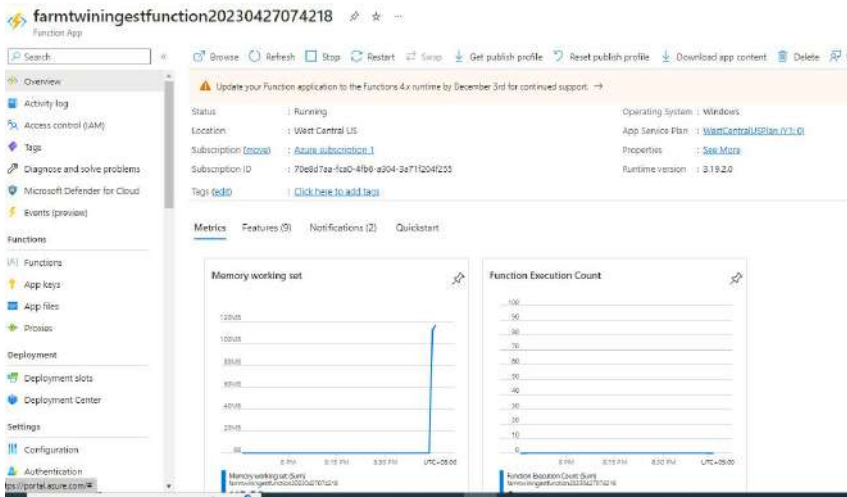 farmtwiningestfunction20230427074218
Function App
Search
Browse Refresh Stop Restart Swap Get publish profile Reset publish profile Download app content Delete
Overview
Activity log
Access control (IAM)
Tags
Diagnose and solve problems
Microsoft Defender for Cloud
Events (preview)
Functions
Functions
App keys
App files
Proxies
Deployment
Deployment slots
Deployment Center
Settings
Configuration
Authentication
Update your Function application to the Functions 4.x runtime by December 3rd for continued support. →
Status : Running
Location : West Central US
Subscription (move) : Azure subscription 1
Subscription ID :
Tags (edit) : Click here to add tags
Operating System : Windows
App Service Plan : WestCentralUSPlan (Y1: 0)
Properties : See More
Runtime version : 3.19.2.0
Metrics Features (9) Notifications (2) Quickstart
Memory working set
120MB
100MB
80MB
60MB
40MB
20MB
0B
8 PM 8:15 PM 8:30 PM UTC+05:00
Memory working set (Sum)
farmtwiningestfunction20230427074218
Function Execution Count
100
90
80
70
60
50
40
30
20
10
0
8 PM 8:15 PM 8:30 PM UTC+05:00
Function Execution Count (Sum)
farmtwiningestfunction20230427074218